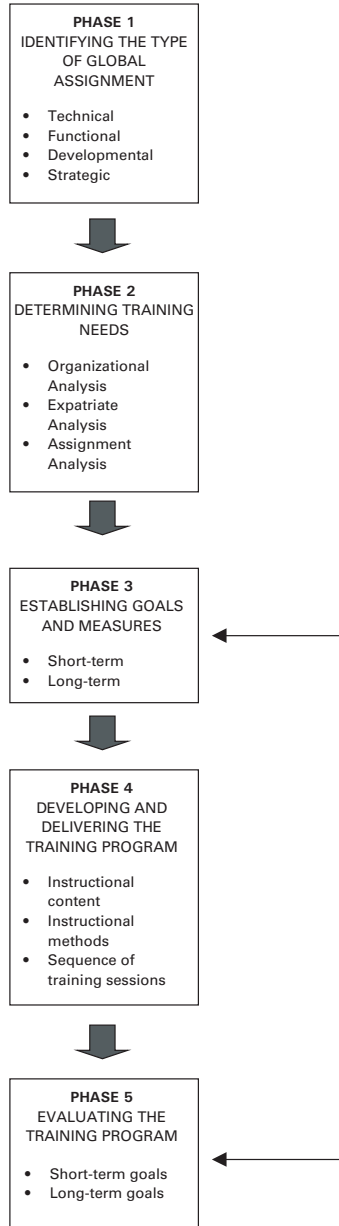 PHASE 1
IDENTIFYING THE TYPE
OF GLOBAL
ASSIGNMENT
• Technical
• Functional
• Developmental
• Strategic
PHASE 2
DETERMINING TRAINING
NEEDS
• Organizational
Analysis
• Expatriate
Analysis
• Assignment
Analysis
PHASE 3
ESTABLISHING GOALS
AND MEASURES
• Short-term
• Long-term
PHASE 4
DEVELOPING AND
DELIVERING THE
TRAINING PROGRAM
• Instructional
content
• Instructional
methods
• Sequence of
training sessions
PHASE 5
EVALUATING THE
TRAINING PROGRAM
• Short-term goals
• Long-term goals